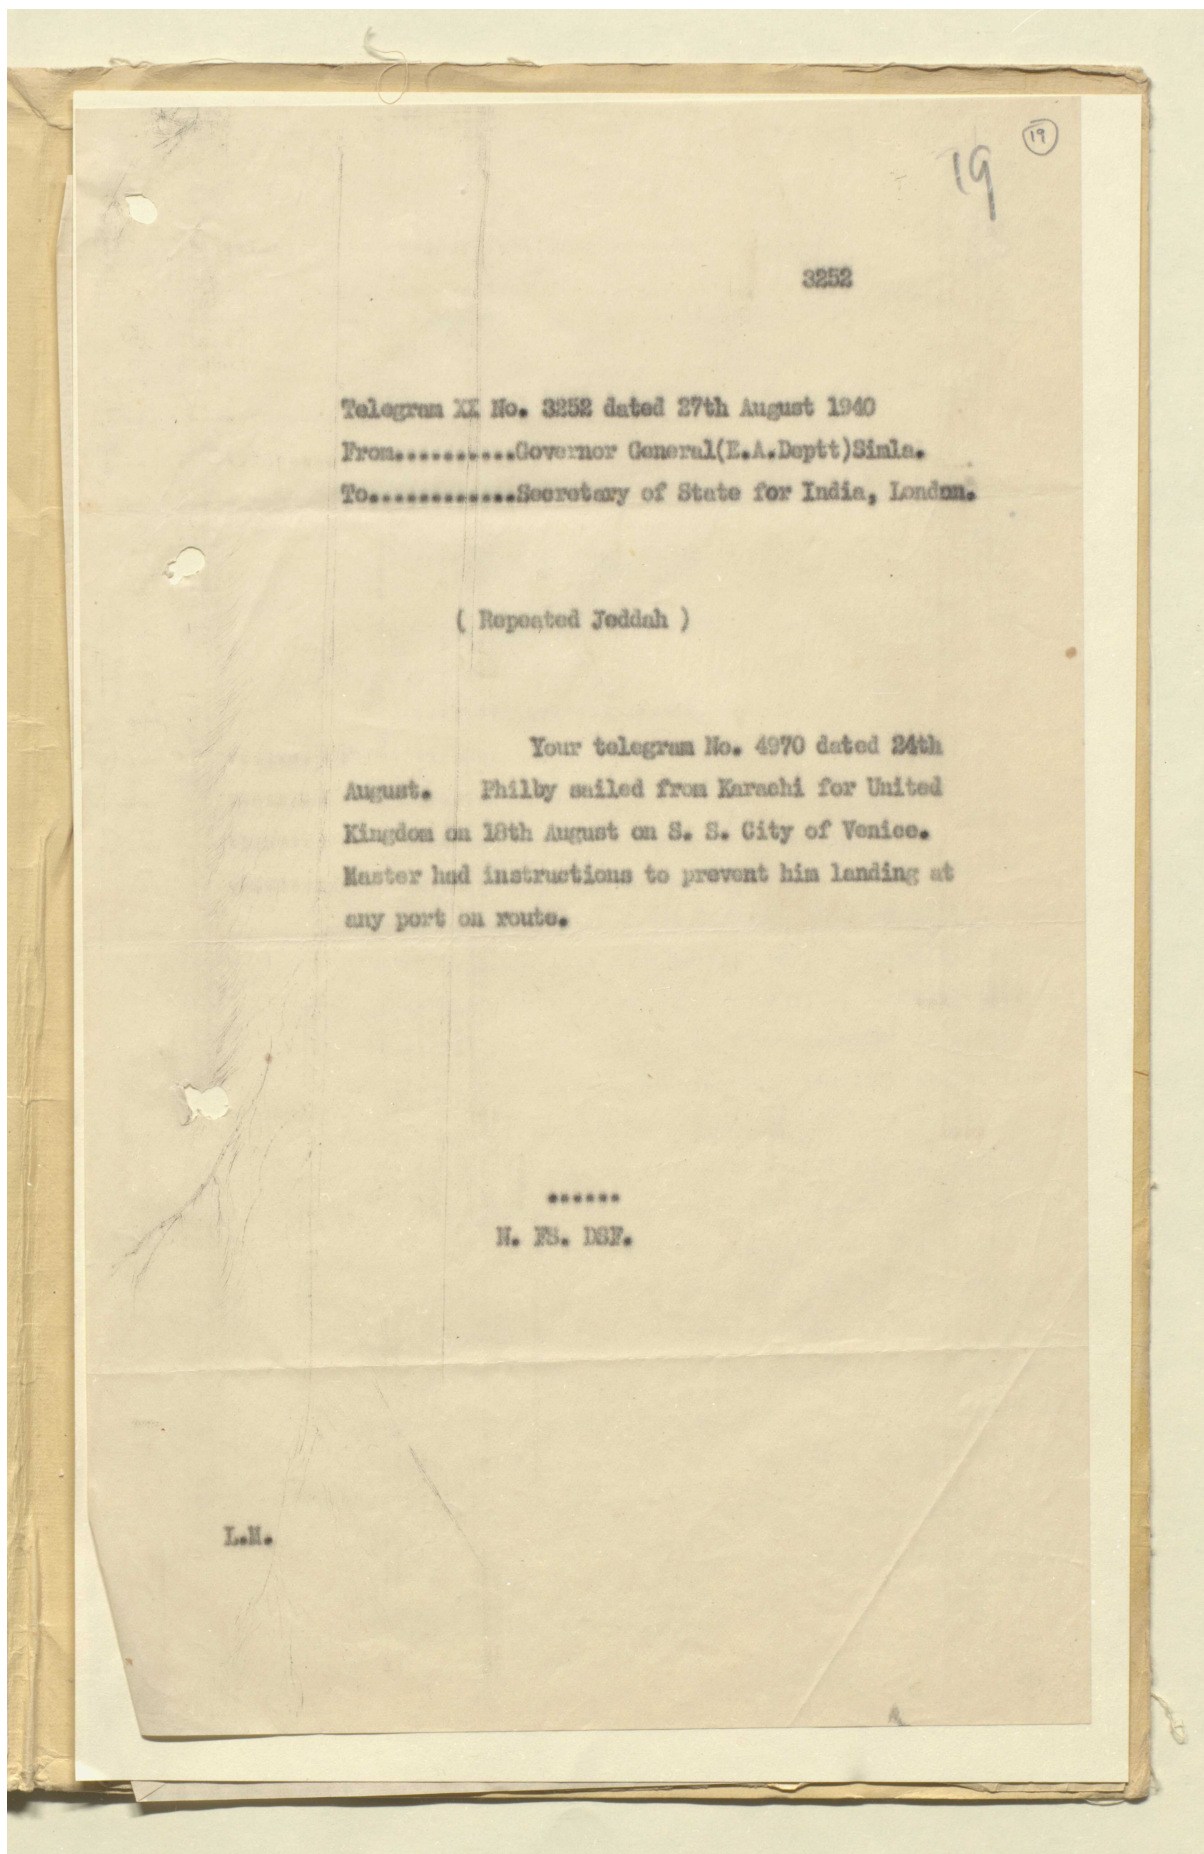 19
19
3252
Telegram XX No. 3252 dated 27th August 1940
From..........Governor General(E.A.Deptt)Simla.
To............Secretary of State for India, London.
( Repeated Jeddah )
Your telegram No. 4970 dated 24th
August. Philby sailed from Karachi for United
Kingdom on 18th August on S. S. City of Venice.
Master had instructions to prevent him landing at
any port on route.
......
N. FS. DSF.
L.M.